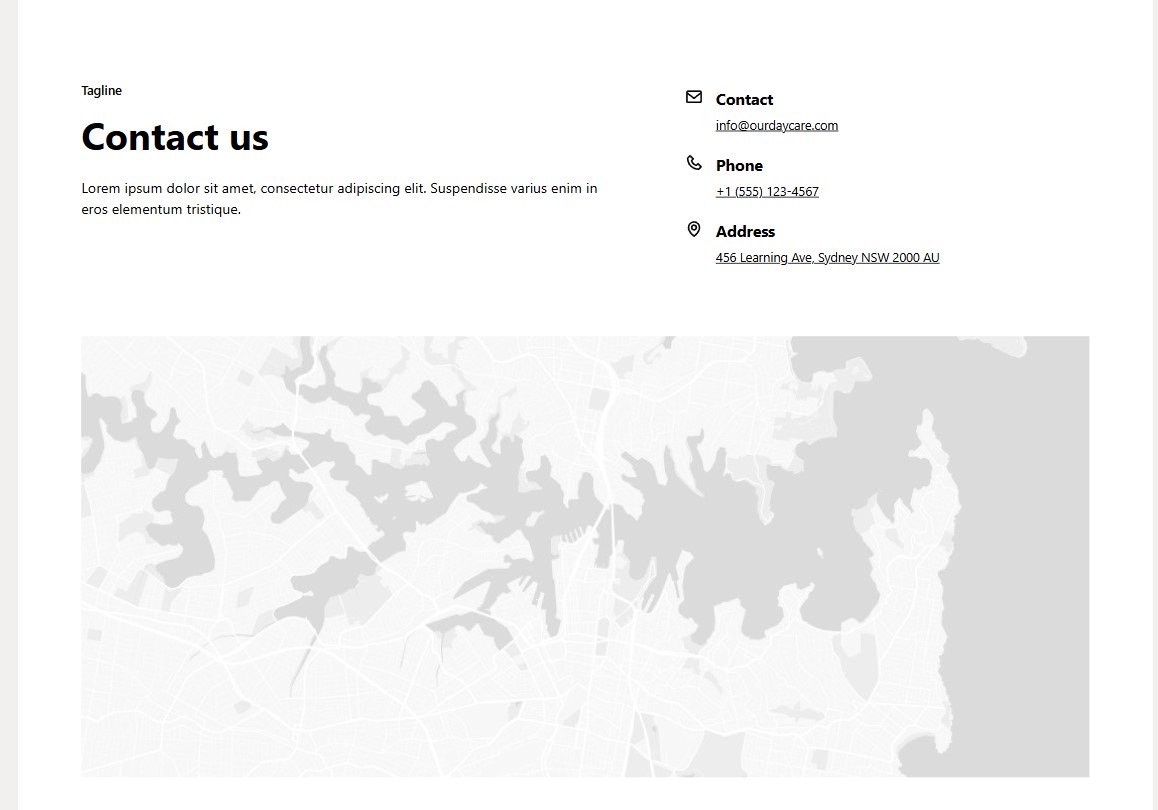 Tagline
Contact us
Lorem ipsum dolor sit amet, consectetur adipiscing elit. Suspendisse varius enim in
eros elementum tristique.
Contact
info@ourdaycare.com
Phone
+1 (555) 123-4567
Address
456 Learning Ave, Sydney NSW 2000 AU